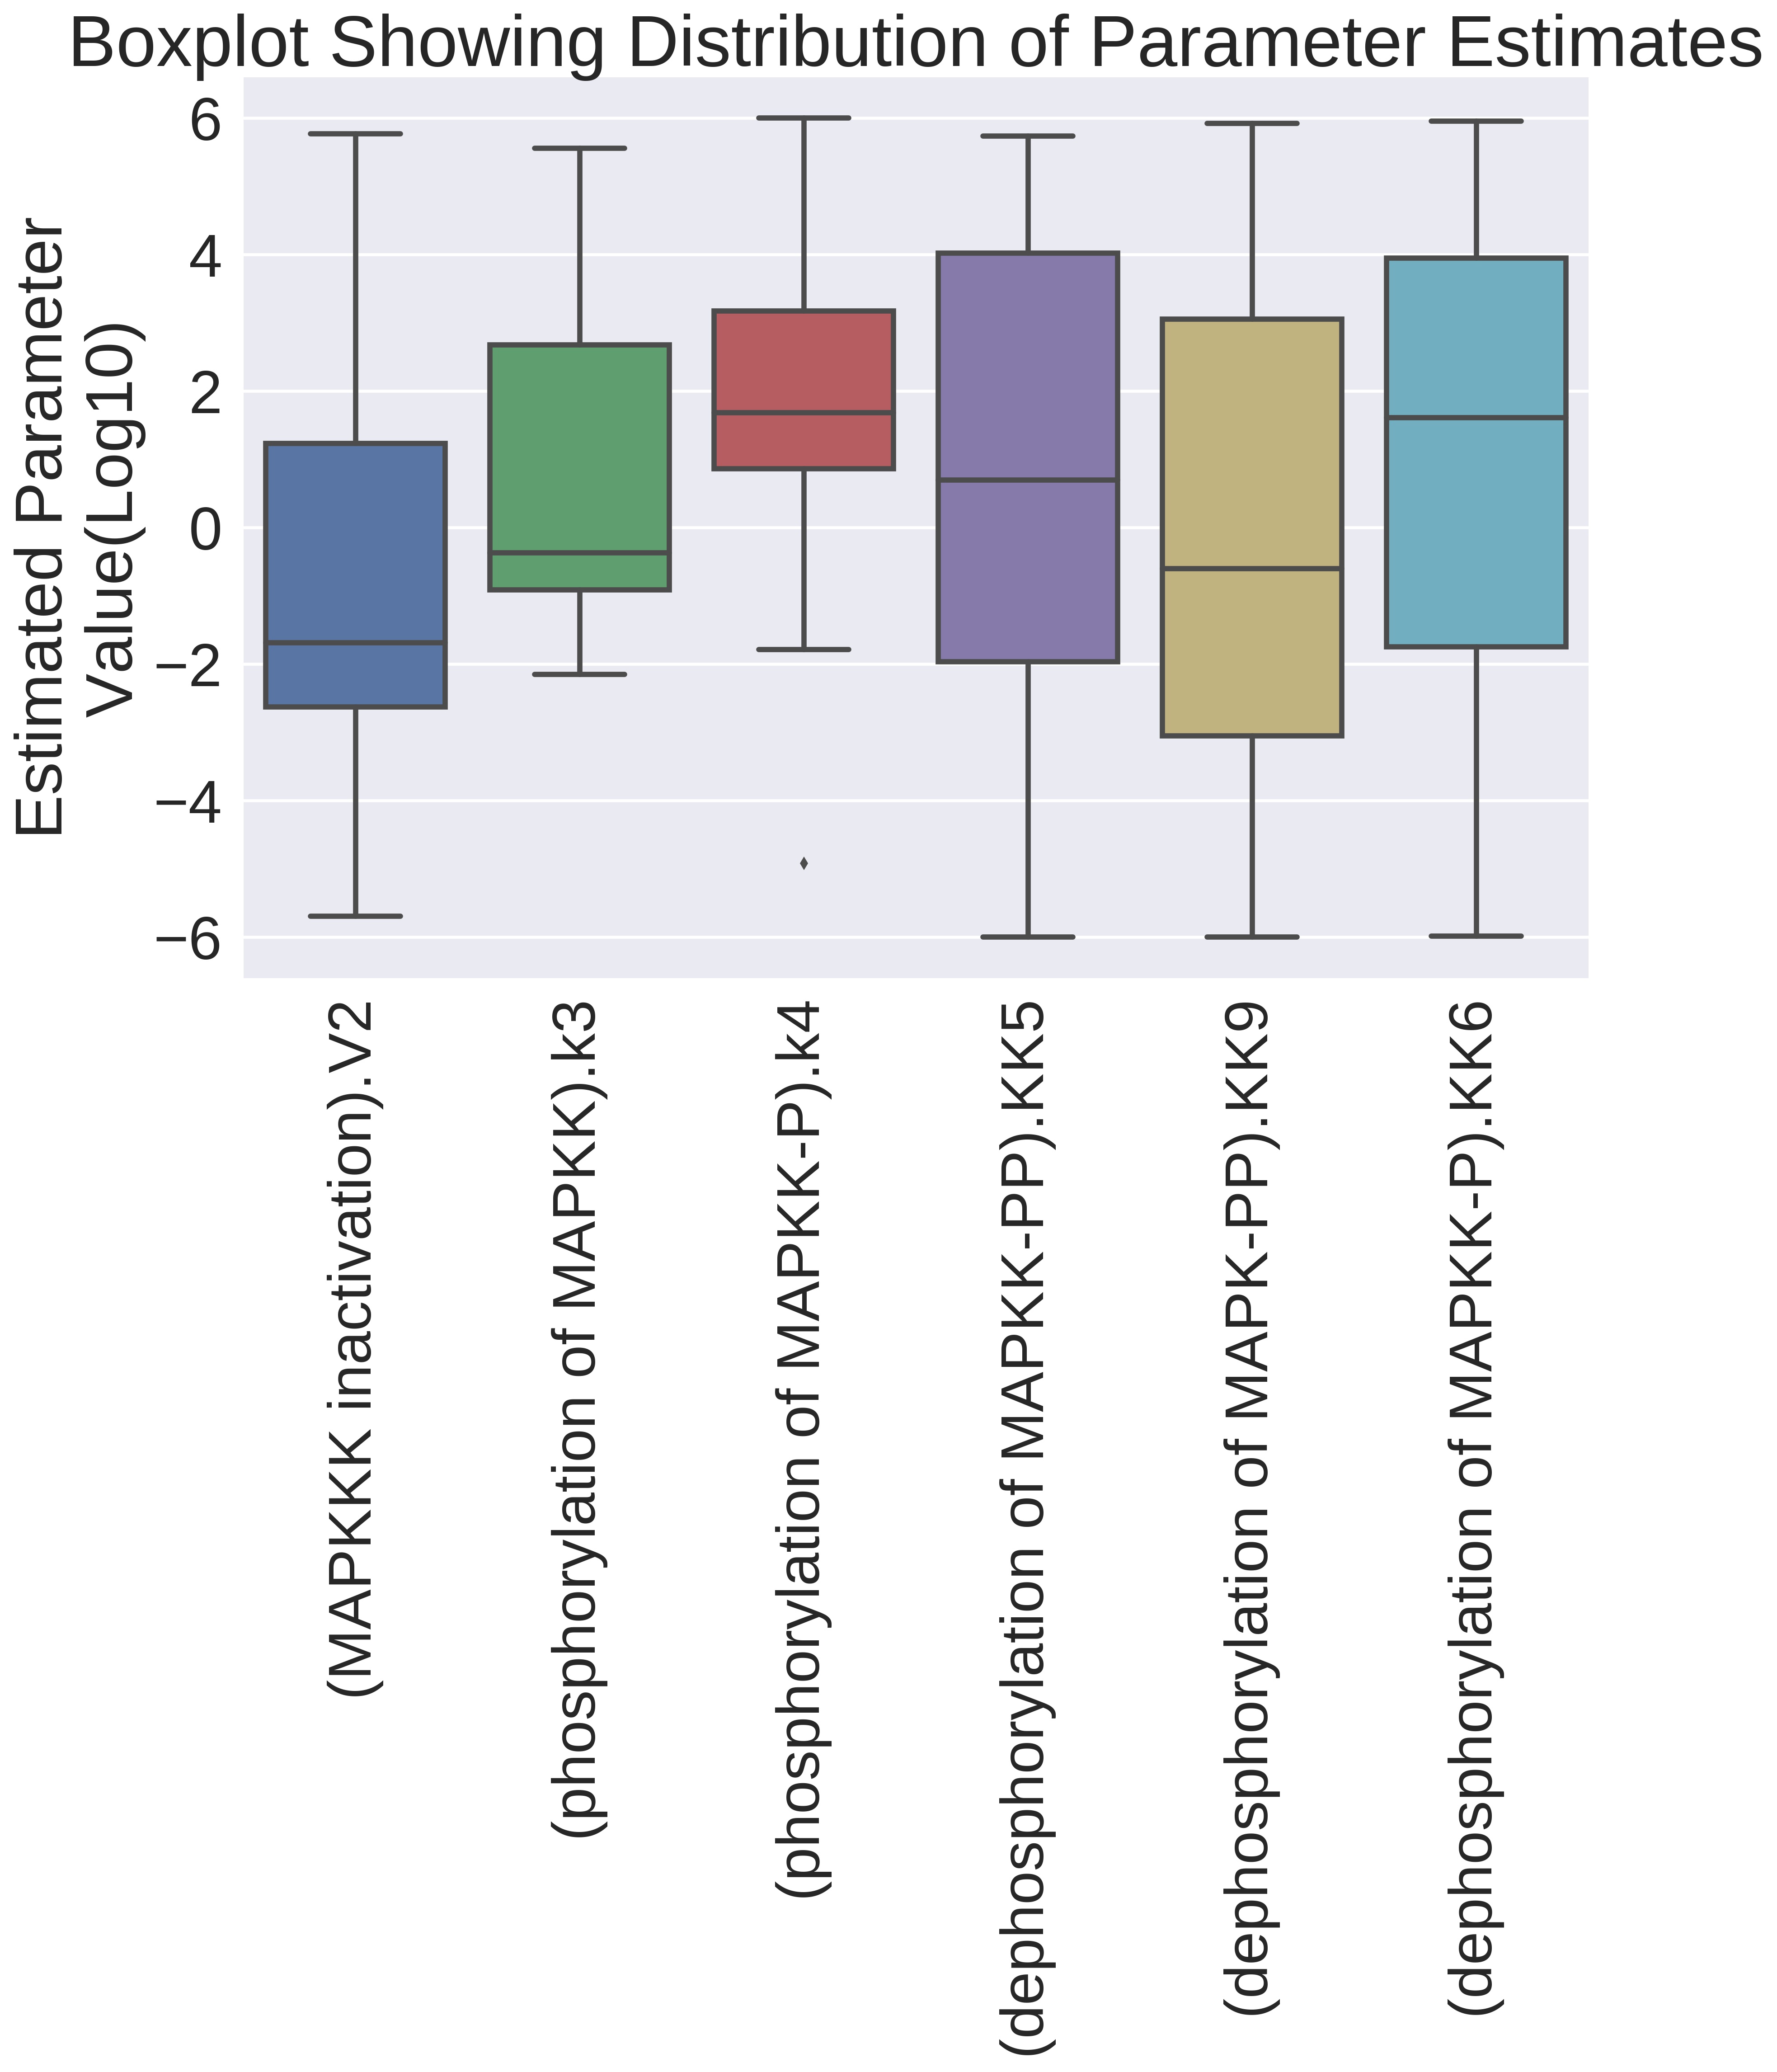 Boxplot Showing Distribution of Parameter Estimates
Estimated Parameter
Value(Log10)
6
4
2
0
−2
−4
−6
(MAPKKK inactivation).V2
(phosphorylation of MAPKK).k3
(phosphorylation of MAPKK-P).k4
(dephosphorylation of MAPKK-PP).KK5
(dephosphorylation of MAPK-PP).KK9
(dephosphorylation of MAPKK-P).KK6